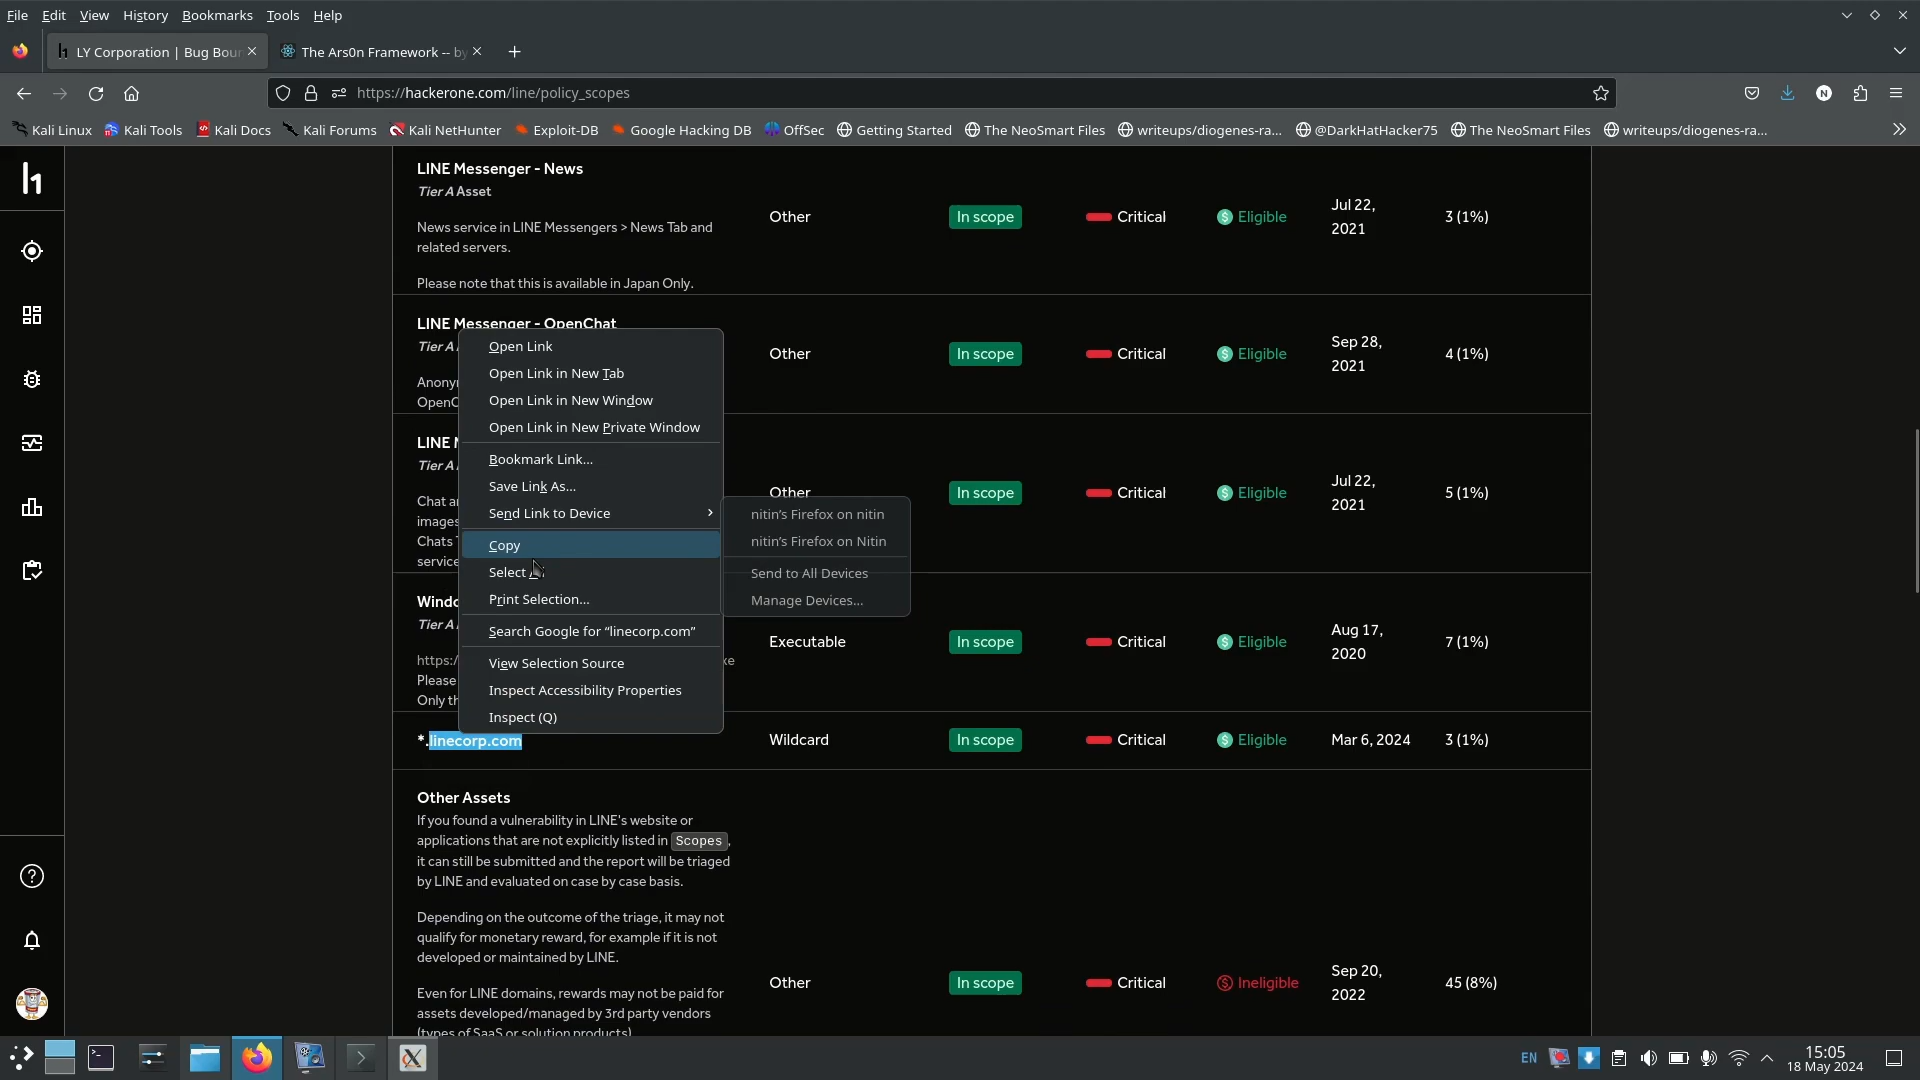 File Edit View History Bookmarks Tools Help
LY Corporation | Bug Bour
The Ars0n Framework -- by
https://hackerone.com/line/policy_scopes
Kali Linux Kali Tools Kali Docs Kali Forums Kali NetHunter Exploit-DB Google Hacking DB OffSec Getting Started The NeoSmart Files writeups/diogenes-ra... @DarkHatHacker75 The NeoSmart Files writeups/diogenes-ra...
LINE Messenger - News
Tier A Asset
News service in LINE Messengers > News Tab and
related servers.
Please note that this is available in Japan Only.
Other In scope Critical Eligible Jul 22,
2021 3 (1%)
LINE Messenger - OpenChat
Tier A
Anony
OpenC
Other In scope Critical Eligible Sep 28,
2021 4 (1%)
LINE
Tier A
Chat a
images
Chats
service
Other In scope Critical Eligible Jul 22,
2021 5 (1%)
Windo
Tier A
https:/ xe
Please
Only th
Executable In scope Critical Eligible Aug 17,
2020 7 (1%)
*.linecorp.com Wildcard In scope Critical Eligible Mar 6, 2024 3 (1%)
Other Assets
If you found a vulnerability in LINE's website or
applications that are not explicitly listed in Scopes ,
it can still be submitted and the report will be triaged
by LINE and evaluated on case by case basis.
Depending on the outcome of the triage, it may not
qualify for monetary reward, for example if it is not
developed or maintained by LINE.
Even for LINE domains, rewards may not be paid for
assets developed/managed by 3rd party vendors
(types of SaaS or solution products)
Other In scope Critical Ineligible Sep 20,
2022 45 (8%)
Open Link
Open Link in New Tab
Open Link in New Window
Open Link in New Private Window
Bookmark Link...
Save Link As...
Send Link to Device
Copy
Select
Print Selection...
Search Google for “linecorp.com”
View Selection Source
Inspect Accessibility Properties
Inspect (Q)
nitin’s Firefox on nitin
nitin’s Firefox on Nitin
Send to All Devices
Manage Devices...
EN
15:05
18 May 2024